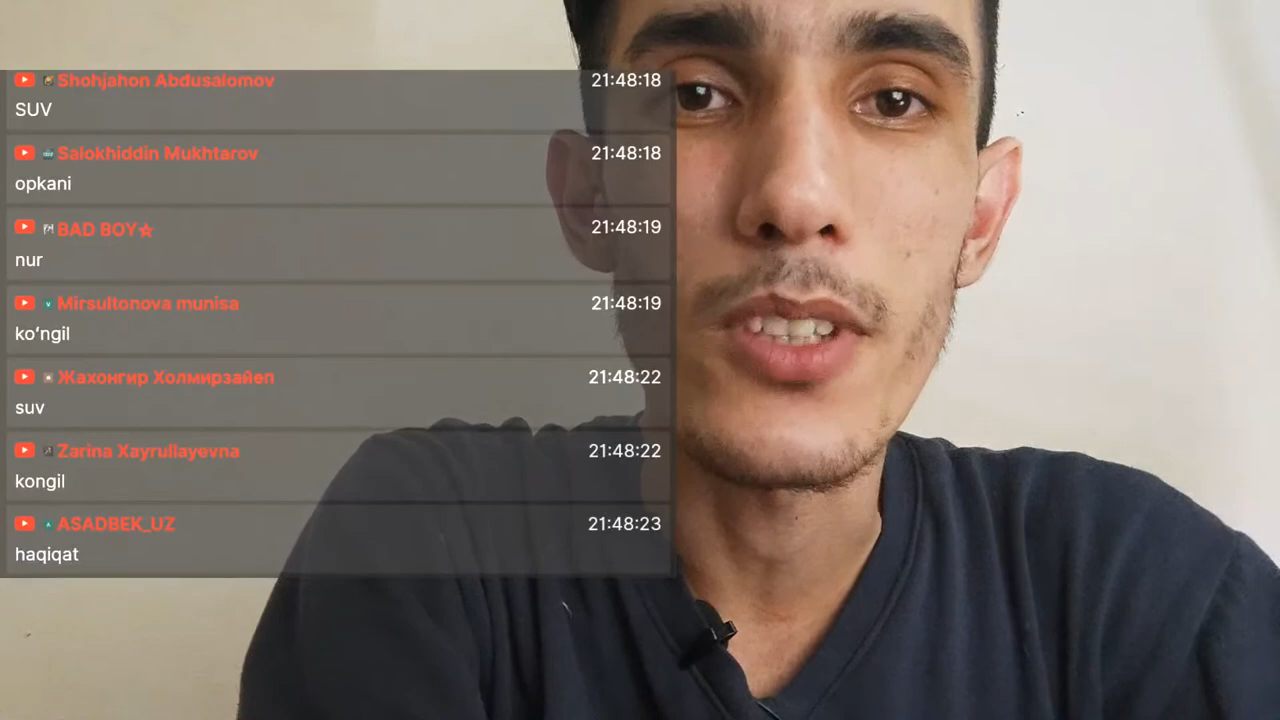 Shohjahon Abdusalomov 21:48:18
SUV
Salokhiddin Mukhtarov 21:48:18
opkani
BAD BOY☆ 21:48:19
nur
Mirsultonova munisa 21:48:19
ko‘ngil
Жахонгир Холмирзайеп 21:48:22
suv
Zarina Xayrullayevna 21:48:22
kongil
ASADBEK_UZ 21:48:23
haqiqat